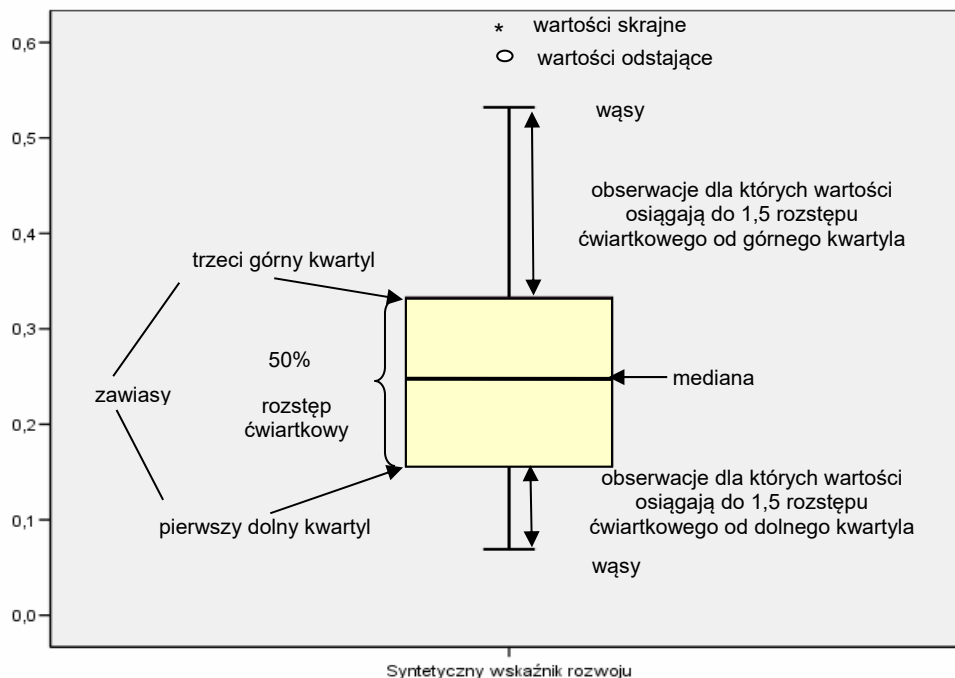 * wartości skrajne
0,6
wartości odstające
wąsy
0,5
obserwacje dla których wartości
osiągają do 1,5 rozstępu
ćwiartkowego od górnego kwartyla
0,4
trzeci górny kwartyl
0,3
50%
mediana
zawiasy
rozstęp
ćwiartkowy
0,2
obserwacje dla których wartości
osiągają do 1,5 rozstępu
ćwiartkowego od dolnego kwartyla
pierwszy dolny kwartyl
0,1
wąsy
0,0
Syntetyczny wskaźnik rozwoju